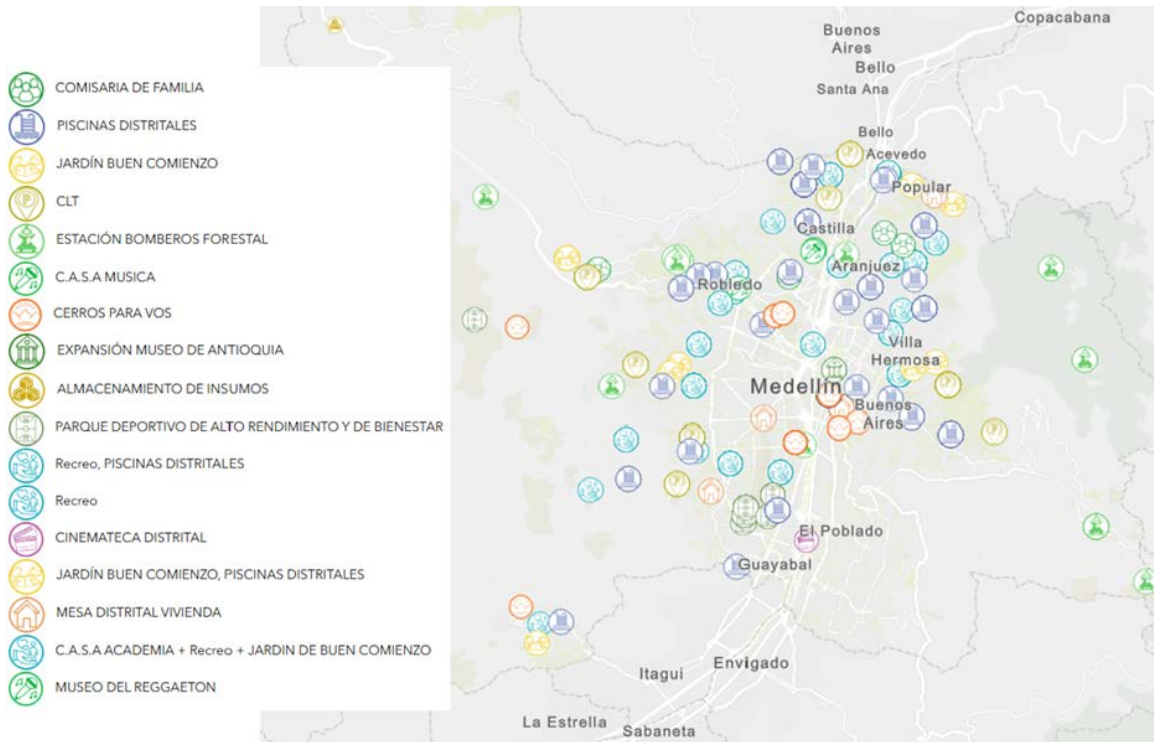 COMISARIA DE FAMILIA
PISCINAS DISTRITALES
JARDÍN BUEN COMIENZO
CLT
ESTACIÓN BOMBEROS FORESTAL
C.A.S.A MUSICA
CERROS PARA VOS
EXPANSIÓN MUSEO DE ANTIOQUIA
ALMACENAMIENTO DE INSUMOS
PARQUE DEPORTIVO DE ALTO RENDIMIENTO Y DE BIENESTAR
Recreo, PISCINAS DISTRITALES
Recreo
CINEMATECA DISTRITAL
JARDÍN BUEN COMIENZO, PISCINAS DISTRITALES
MESA DISTRITAL VIVIENDA
C.A.S.A ACADEMIA + Recreo + JARDIN DE BUEN COMIENZO
MUSEO DEL REGGAETON
Copacabana
Buenos
Aires
Bello
Santa Ana
Bello
Acevedo
Popular
Castilla
Aranjuez
Robledo
Villa
Hermosa
Medellín
Buenos
Aires
El Poblado
Guayabal
Itagui
Envigado
La Estrella
Sabaneta